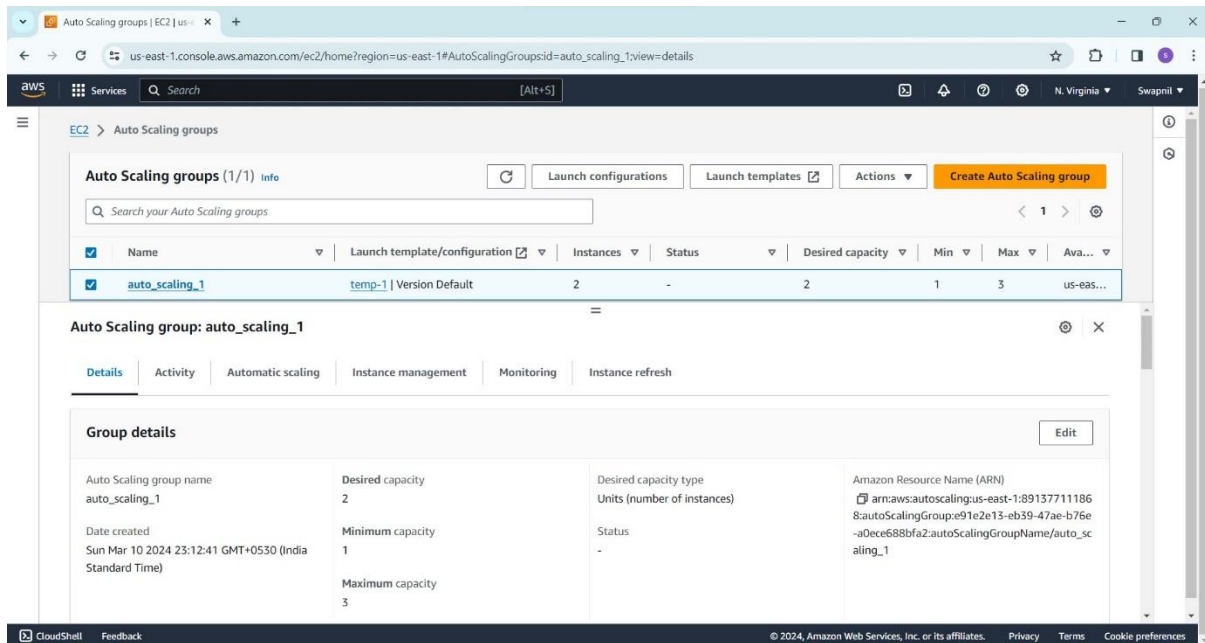 Auto Scaling groups | EC2 | us-e
us-east-1.console.aws.amazon.com/ec2/home?region=us-east-1#AutoScalingGroups:id=auto_scaling_1;view=details
S
aws Services Search [Alt+S] N. Virginia Swapnil
EC2 > Auto Scaling groups
Auto Scaling groups (1/1) Info Launch configurations Launch templates Actions Create Auto Scaling group
Search your Auto Scaling groups 1
Name Launch template/configuration Instances Status Desired capacity Min Max Ava...
auto_scaling_1 temp-1 | Version Default 2 - 2 1 3 us-eas...
Auto Scaling group: auto_scaling_1
Details Activity Automatic scaling Instance management Monitoring Instance refresh
Group details Edit
Auto Scaling group name
auto_scaling_1
Date created
Sun Mar 10 2024 23:12:41 GMT+0530 (India
Standard Time)
Desired capacity
2
Minimum capacity
1
Maximum capacity
3
Desired capacity type
Units (number of instances)
Status
-
Amazon Resource Name (ARN)
arn:aws:autoscaling:us-east-1:89137711186
8:autoScalingGroup:e91e2e13-eb39-47ae-b76e
-a0ece688bfa2:autoScalingGroupName/auto_sc
aling_1
CloudShell Feedback © 2024, Amazon Web Services, Inc. or its affiliates. Privacy Terms Cookie preferences